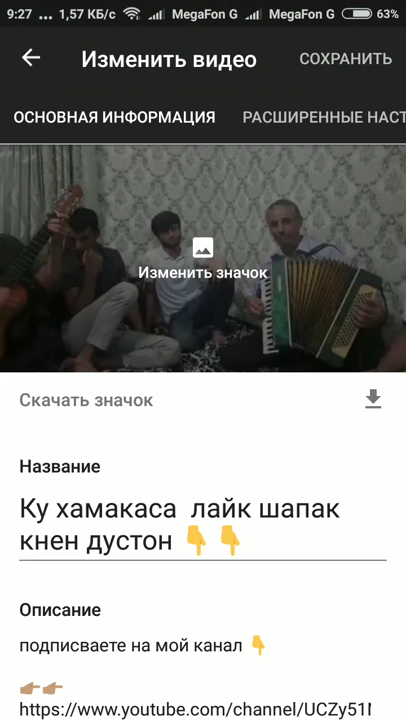 9:27 ... 1,57 КБ/с MegaFon G MegaFon G 63%
Изменить видео СОХРАНИТЬ
ОСНОВНАЯ ИНФОРМАЦИЯ РАСШИРЕННЫЕ НАСТ
Изменить значок
Скачать значок
Название
Ку хамакаса лайк шапак
кнен дустон 👇👇
Описание
подписваете на мой канал 👇
👉🏽👉🏽
https://www.youtube.com/channel/UCZy51